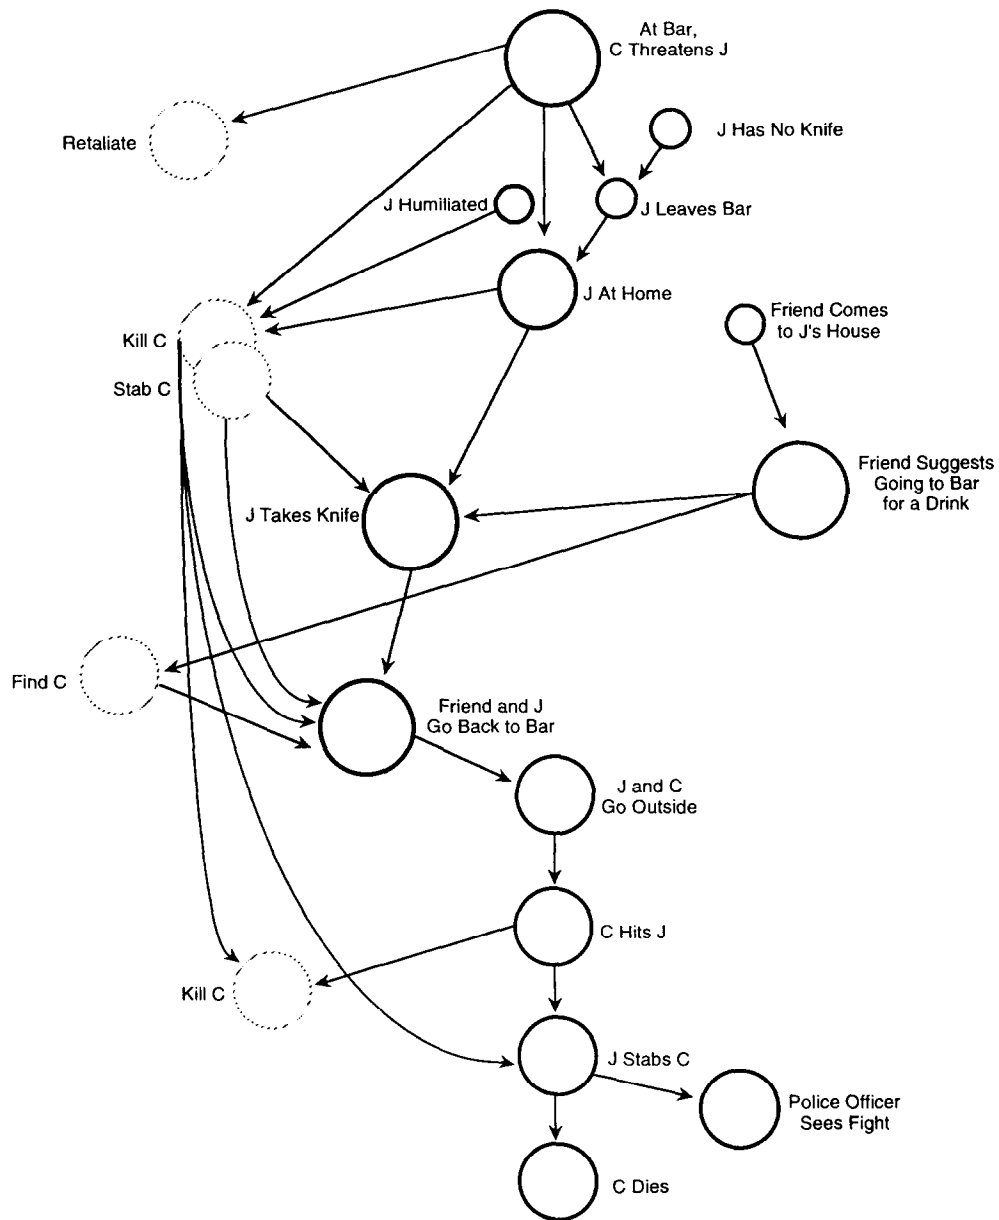 At Bar,
C Threatens J
Retaliate
J Has No Knife
J Humiliated
J Leaves Bar
J At Home
Friend Comes
to J's House
Kill C
Stab C
Friend Suggests
Going to Bar
for a Drink
J Takes Knife
Find C
Friend and J
Go Back to Bar
J and C
Go Outside
C Hits J
Kill C
J Stabs C
Police Officer
Sees Fight
C Dies